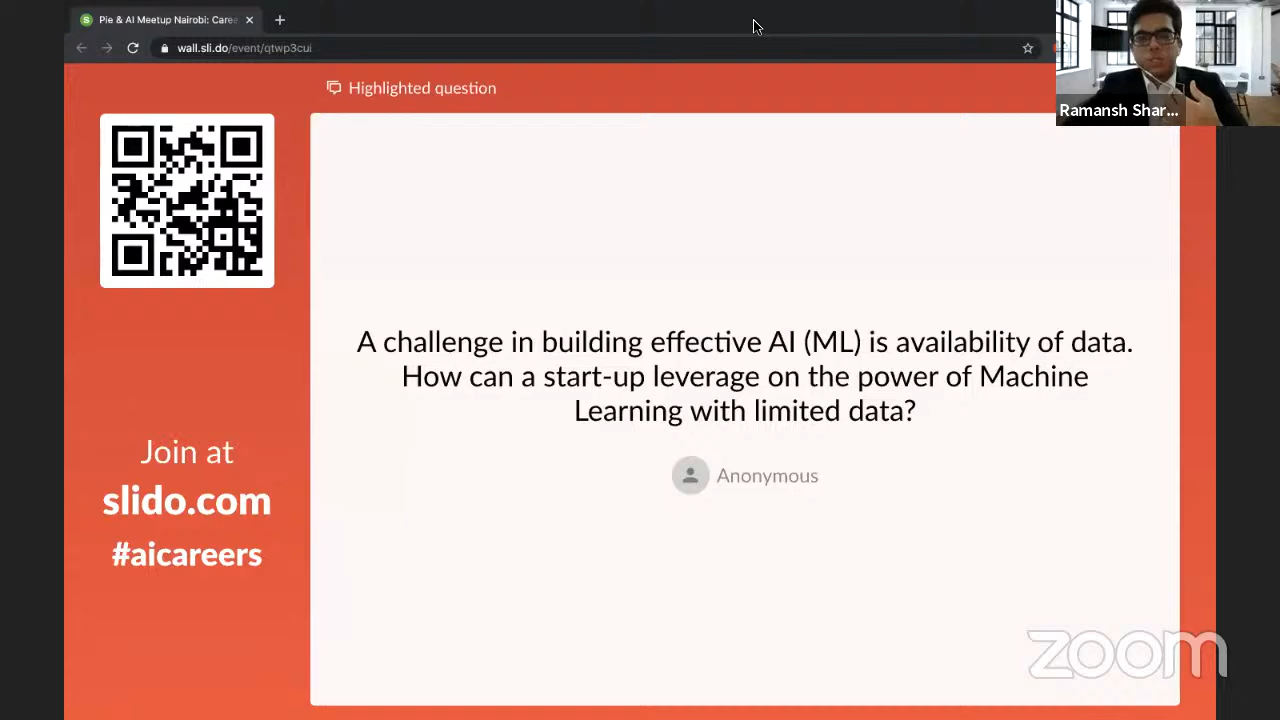 Pie & AI Meetup Nairobi: Caree
wall.sli.do/event/qtwp3cui
Ramansh Shar...
Highlighted question
A challenge in building effective AI (ML) is availability of data.
How can a start-up leverage on the power of Machine
Learning with limited data?
Anonymous
Join at
slido.com
#aicareers
zoom